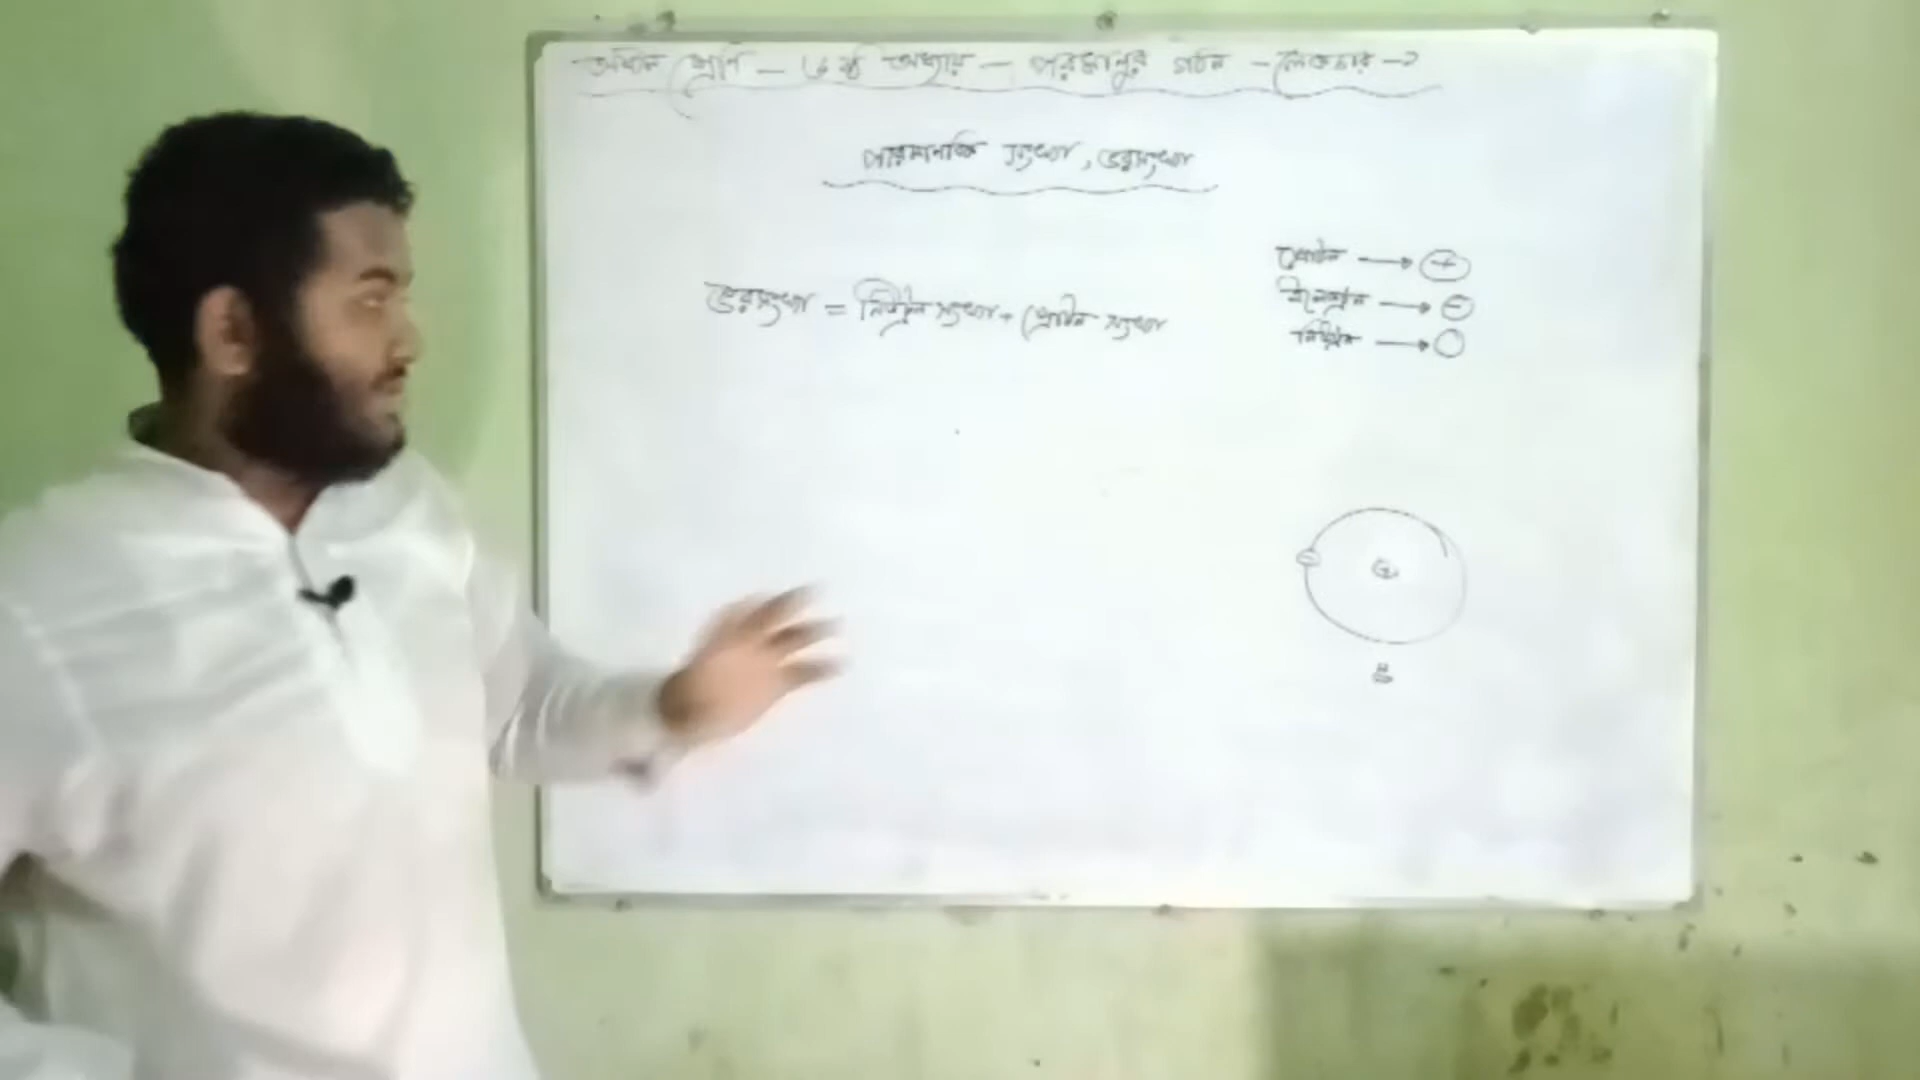 অষ্টম শ্রেণি - ৬ষ্ঠ অধ্যায় - পরমাণুর গঠন - লেকচার -২
পারমাণবিক সংখ্যা, ভরসংখ্যা
প্রোটন → +
ভরসংখ্যা = নিউট্রন সংখ্যা + প্রোটন সংখ্যা
ইলেকট্রন → -
নিউট্রন →
H